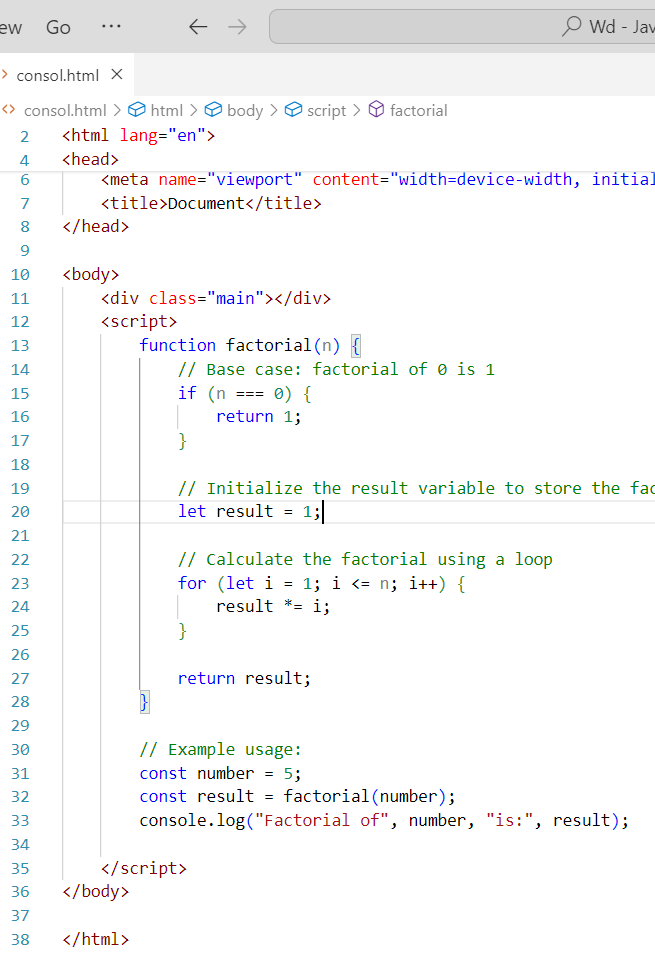 ew Go ··· Wd - Jav
consol.html
consol.html > html > body > script > factorial
2 <html lang="en">
4 <head>
6 <meta name="viewport" content="width=device-width, initial
7 <title>Document</title>
8 </head>
9
10 <body>
11 <div class="main"></div>
12 <script>
13 function factorial(n) {
14 // Base case: factorial of 0 is 1
15 if (n === 0) {
16 return 1;
17 }
18
19 // Initialize the result variable to store the fac
20 let result = 1;
21
22 // Calculate the factorial using a loop
23 for (let i = 1; i <= n; i++) {
24 result *= i;
25 }
26
27 return result;
28 }
29
30 // Example usage:
31 const number = 5;
32 const result = factorial(number);
33 console.log("Factorial of", number, "is:", result);
34
35 </script>
36 </body>
37
38 </html>